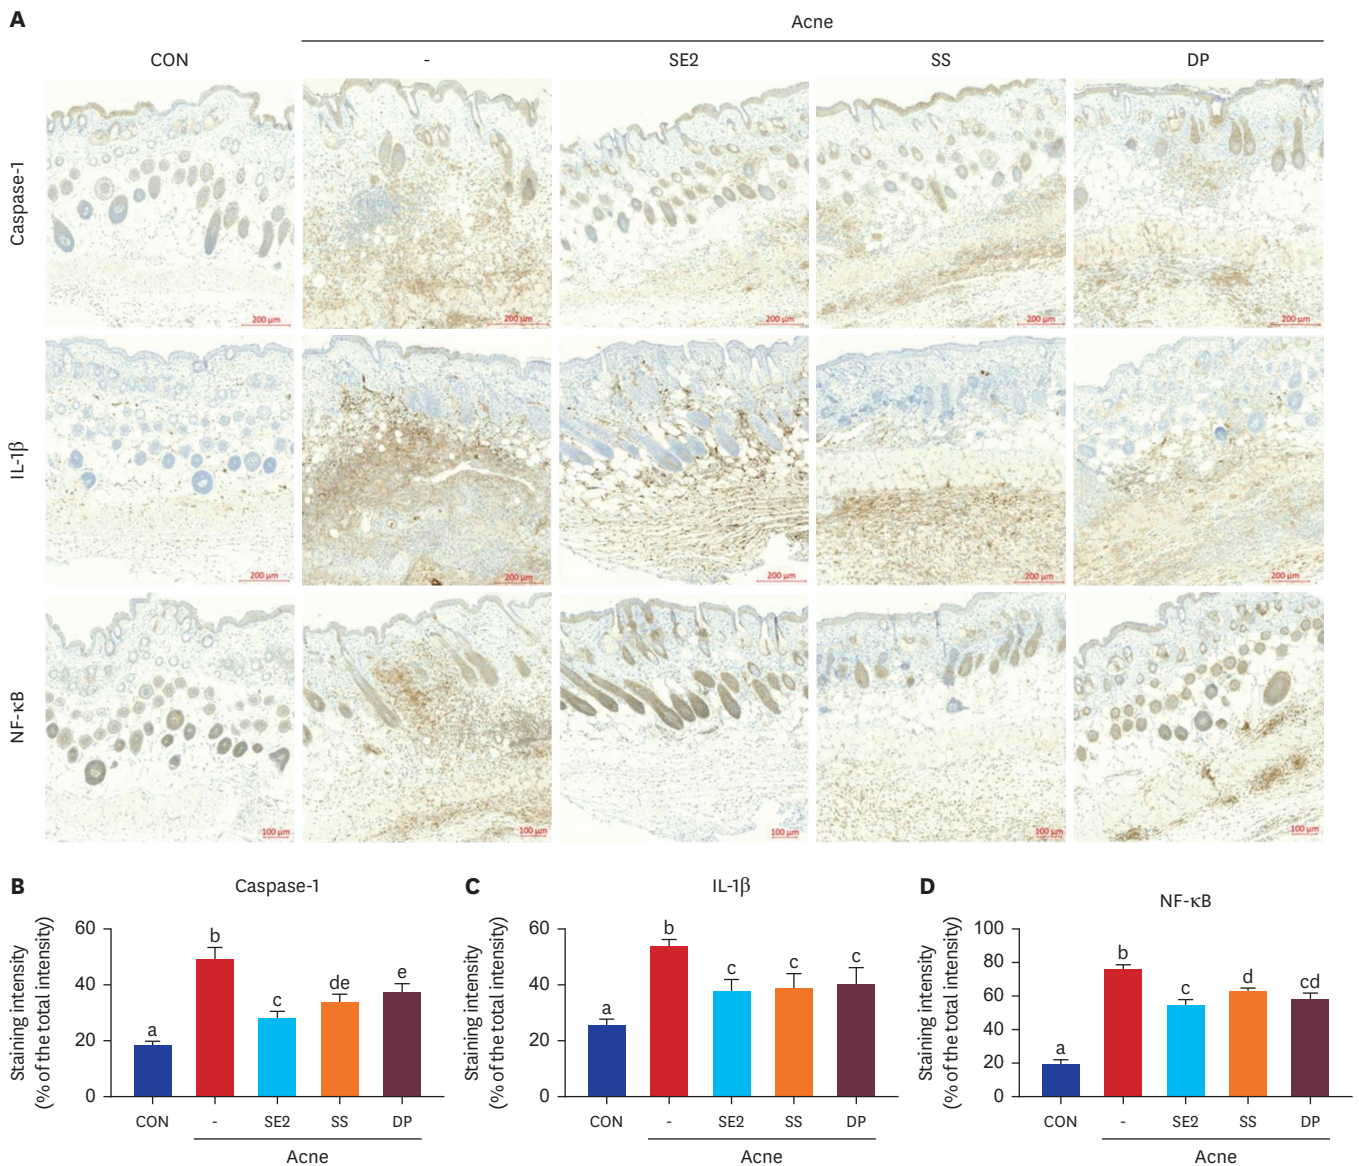 A
Acne
CON - SE2 SS DP
Caspase-1
200 µm 200 µm 200 µm 200 µm 200 µm
IL-1β
200 µm 200 µm 200 µm 200 µm 200 µm
NF-κB
100 µm 100 µm 100 µm 100 µm 100 µm
B
Caspase-1
Staining intensity
(% of the total intensity)
60
40
20
0
a b c de e
CON - SE2 SS DP
Acne
C
IL-1β
Staining intensity
(% of the total intensity)
60
40
20
0
a b c c c
CON - SE2 SS DP
Acne
D
NF-κB
Staining intensity
(% of the total intensity)
100
80
60
40
20
0
a b c d cd
CON - SE2 SS DP
Acne